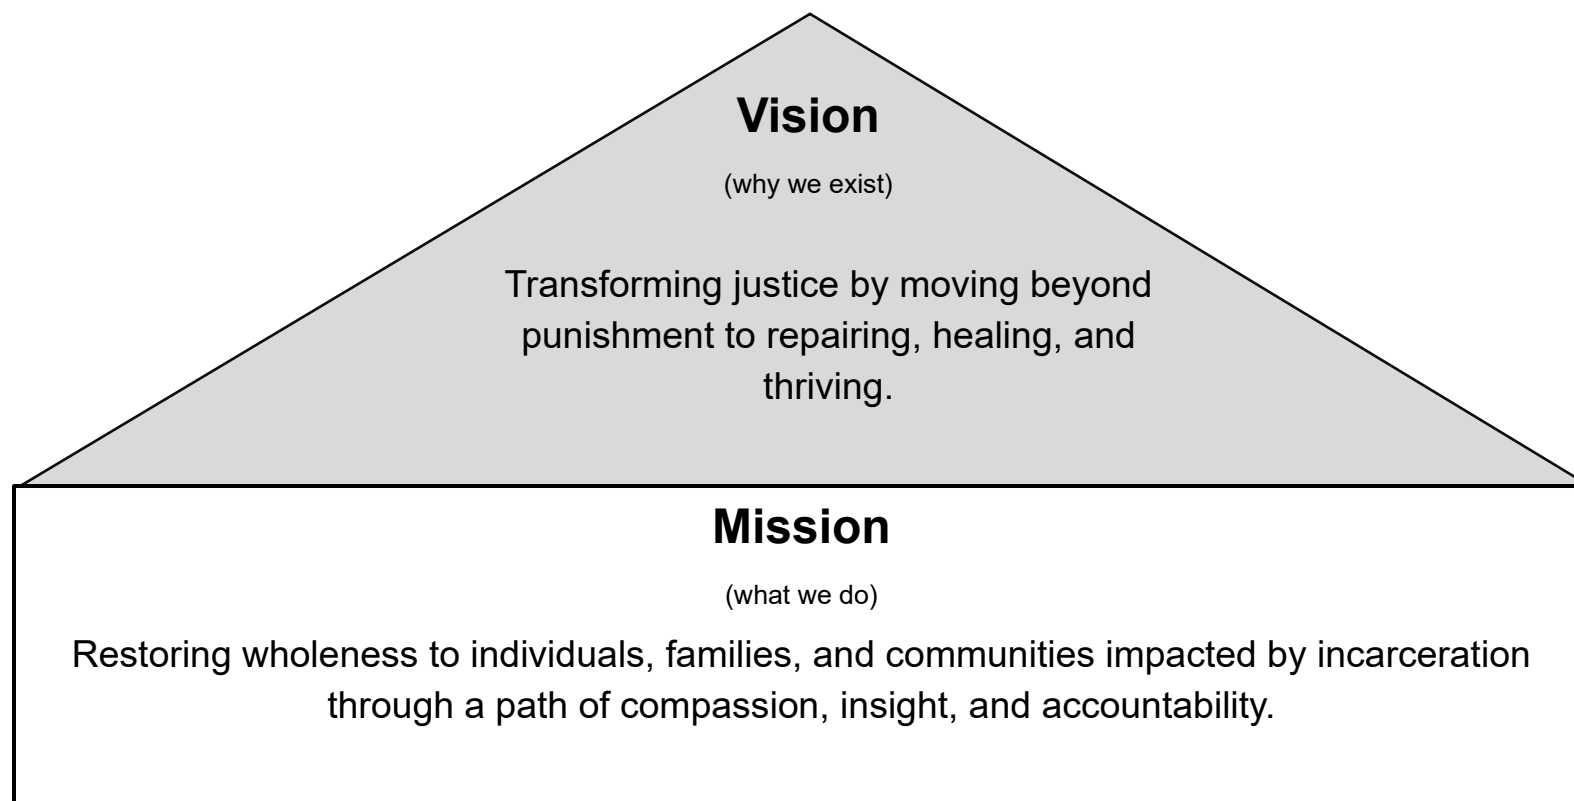 Vision
(why we exist)
Transforming justice by moving beyond
punishment to repairing, healing, and
thriving.
Mission
(what we do)
Restoring wholeness to individuals, families, and communities impacted by incarceration
through a path of compassion, insight, and accountability.